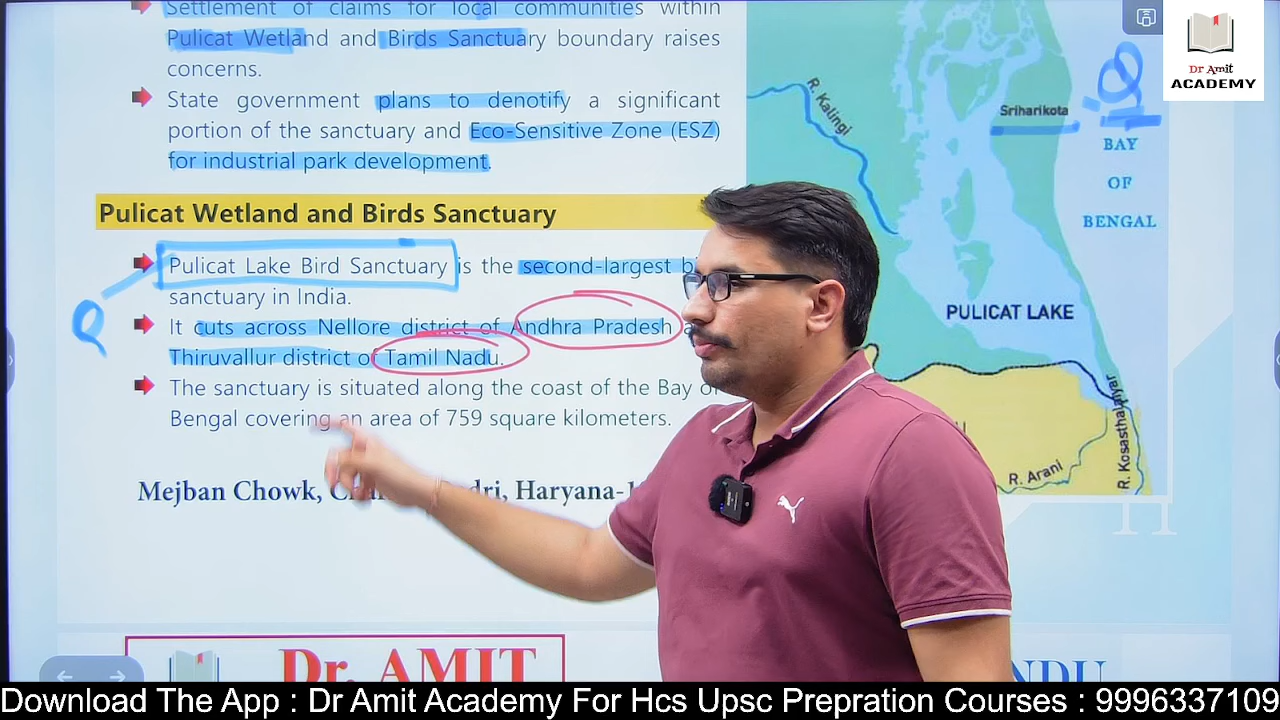 Settlement of claims for local communities within
Pulicat Wetland and Birds Sanctuary boundary raises
concerns.
State government plans to denotify a significant
portion of the sanctuary and Eco-Sensitive Zone (ESZ)
for industrial park development.
Pulicat Wetland and Birds Sanctuary
Pulicat Lake Bird Sanctuary is the second-largest
sanctuary in India.
It cuts across Nellore district of Andhra Pradesh
Thiruvallur district of Tamil Nadu.
The sanctuary is situated along the coast of the Bay of
Bengal covering an area of 759 square kilometers.
Mejban Chowk, Haryana-1
Dr. AMIT
R. Kalingi
Sriharikota
BAY
OF
BENGAL
PULICAT LAKE
R. Arani
R. Kosasthalaiyar
Dr Amit
ACADEMY
Download The App : Dr Amit Academy For Hcs Upsc Prepration Courses : 9996337109